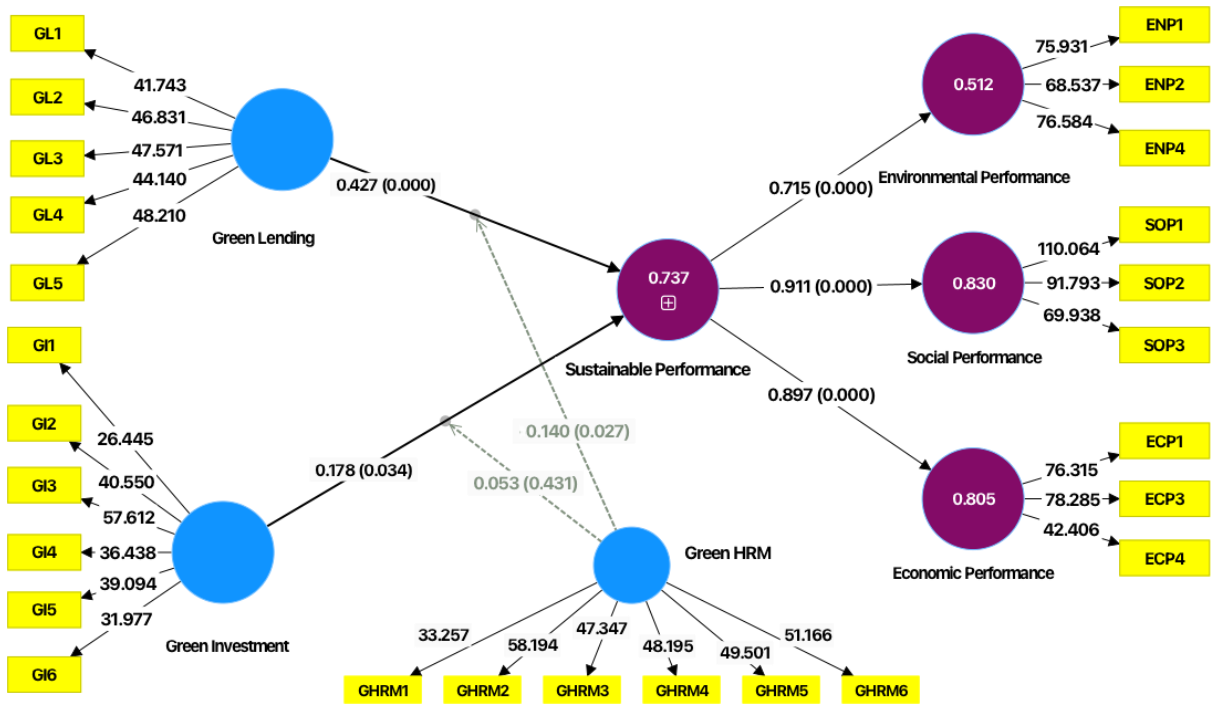 GL1
GL2
GL3
GL4
GL5
41.743
46.831
47.571
44.140
48.210
Green Lending
0.427 (0.000)
GI1
GI2
GI3
GI4
GI5
GI6
26.445
40.550
57.612
36.438
39.094
31.977
Green Investment
0.178 (0.034)
0.140 (0.027)
0.053 (0.431)
Green HRM
33.257
58.194
47.347
48.195
49.501
51.166
GHRM1
GHRM2
GHRM3
GHRM4
GHRM5
GHRM6
0.737
Sustainable Performance
0.715 (0.000)
0.911 (0.000)
0.897 (0.000)
0.512
Environmental Performance
75.931
68.537
76.584
ENP1
ENP2
ENP4
0.830
Social Performance
110.064
91.793
69.938
SOP1
SOP2
SOP3
0.805
Economic Performance
76.315
78.285
42.406
ECP1
ECP3
ECP4